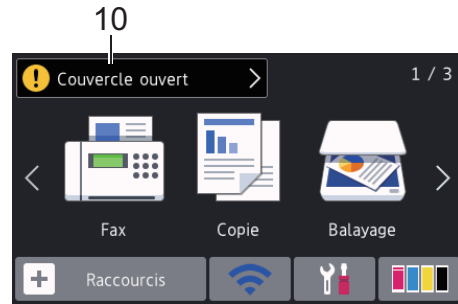 10
Couvercle ouvert
1 / 3
Fax
Copie
Balayage
Raccourcis